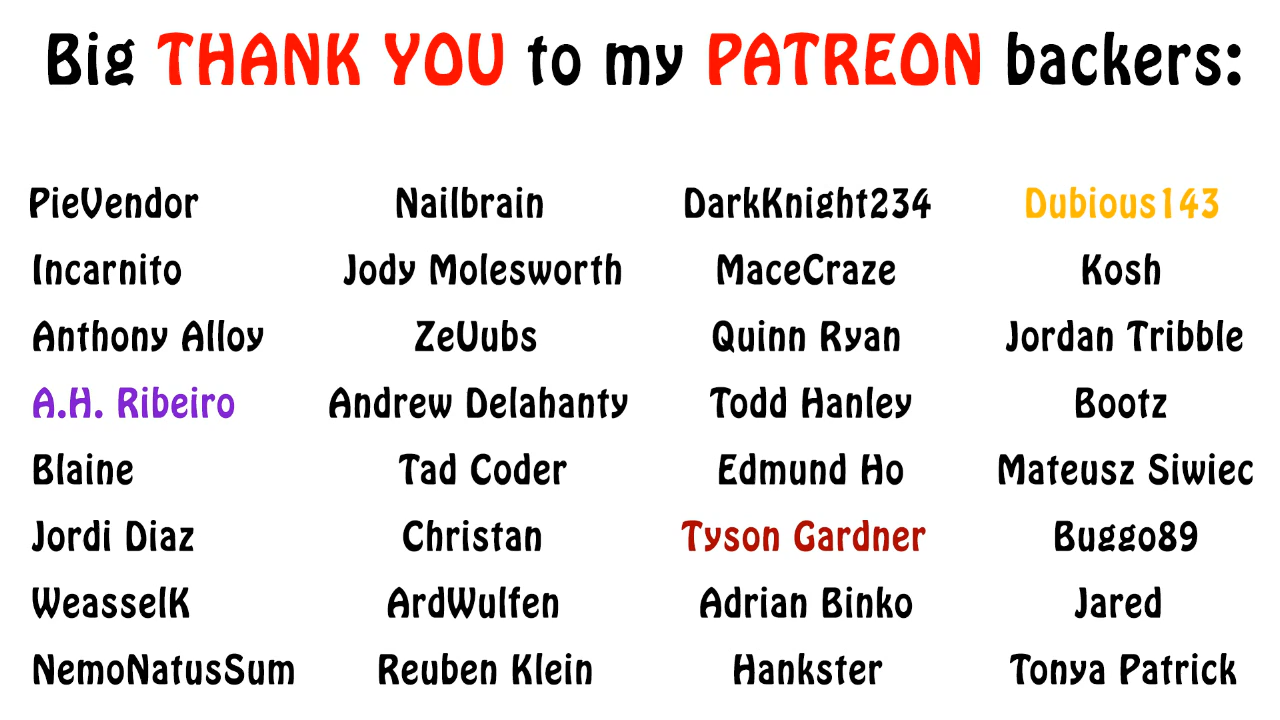 Big THANK YOU to my PATREON backers:
PieVendor Nailbrain DarkKnight234 Dubious143
Incarnito Jody Molesworth MaceCraze Kosh
Anthony Alloy ZeVubs Quinn Ryan Jordan Tribble
A.H. Ribeiro Andrew Delahanty Todd Hanley Bootz
Blaine Tad Coder Edmund Ho Mateusz Siwiec
Jordi Diaz Christan Tyson Gardner Buggo89
WeasselK ArdWulfen Adrian Binko Jared
NemoNatusSum Reuben Klein Hankster Tonya Patrick